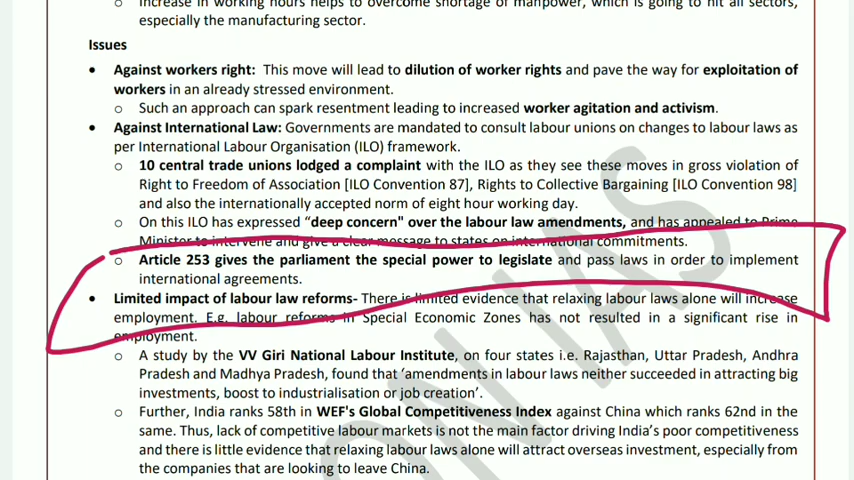 o Increase in working hours helps to overcome shortage of manpower, which is going to hit all sectors,
especially the manufacturing sector.
Issues
• Against workers right: This move will lead to dilution of worker rights and pave the way for exploitation of
workers in an already stressed environment.
o Such an approach can spark resentment leading to increased worker agitation and activism.
• Against International Law: Governments are mandated to consult labour unions on changes to labour laws as
per International Labour Organisation (ILO) framework.
o 10 central trade unions lodged a complaint with the ILO as they see these moves in gross violation of
Right to Freedom of Association [ILO Convention 87], Rights to Collective Bargaining [ILO Convention 98]
and also the internationally accepted norm of eight hour working day.
o On this ILO has expressed “deep concern" over the labour law amendments, and has appealed to Prime
Minister to intervene and give a clear message to states on international commitments.
o Article 253 gives the parliament the special power to legislate and pass laws in order to implement
international agreements.
• Limited impact of labour law reforms- There is limited evidence that relaxing labour laws alone will increase
employment. E.g. labour reforms in Special Economic Zones has not resulted in a significant rise in
employment.
o A study by the VV Giri National Labour Institute, on four states i.e. Rajasthan, Uttar Pradesh, Andhra
Pradesh and Madhya Pradesh, found that ‘amendments in labour laws neither succeeded in attracting big
investments, boost to industrialisation or job creation’.
o Further, India ranks 58th in WEF's Global Competitiveness Index against China which ranks 62nd in the
same. Thus, lack of competitive labour markets is not the main factor driving India’s poor competitiveness
and there is little evidence that relaxing labour laws alone will attract overseas investment, especially from
the companies that are looking to leave China.
ON IAS